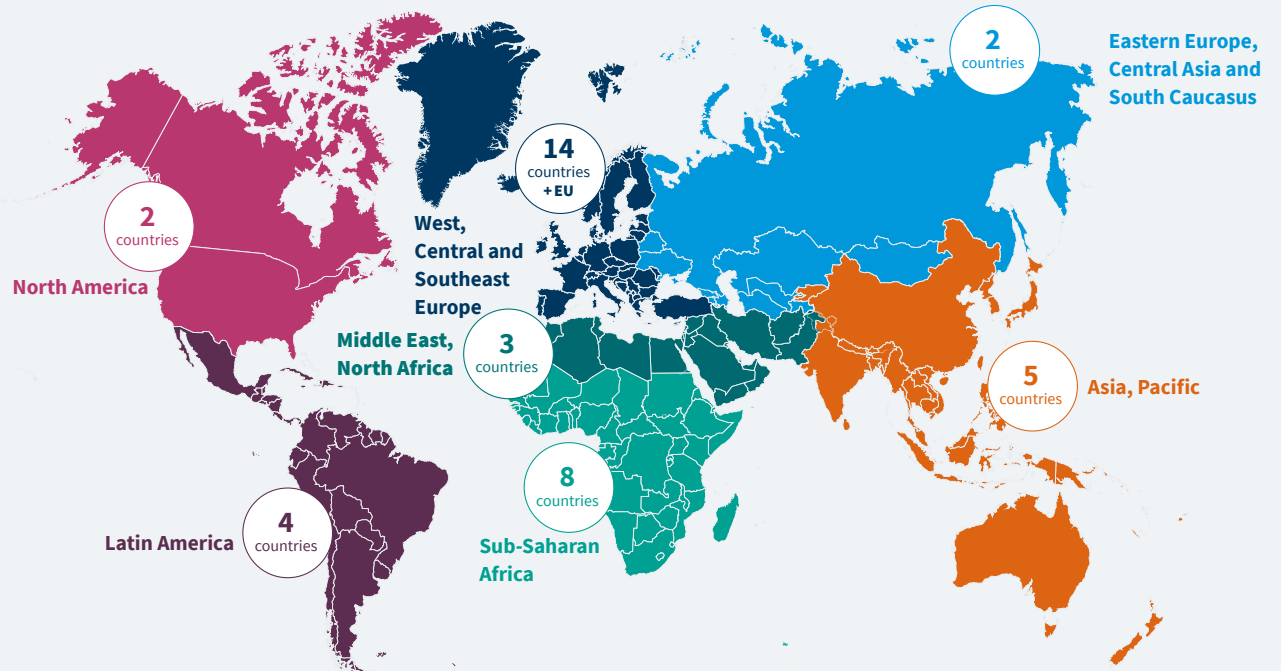 2
countries
Eastern Europe,
Central Asia and
South Caucasus
14
countries
+ EU
West,
Central and
Southeast
Europe
2
countries
North America
Middle East,
North Africa
3
countries
5
countries
Asia, Pacific
8
countries
Sub-Saharan
Africa
4
countries
Latin America